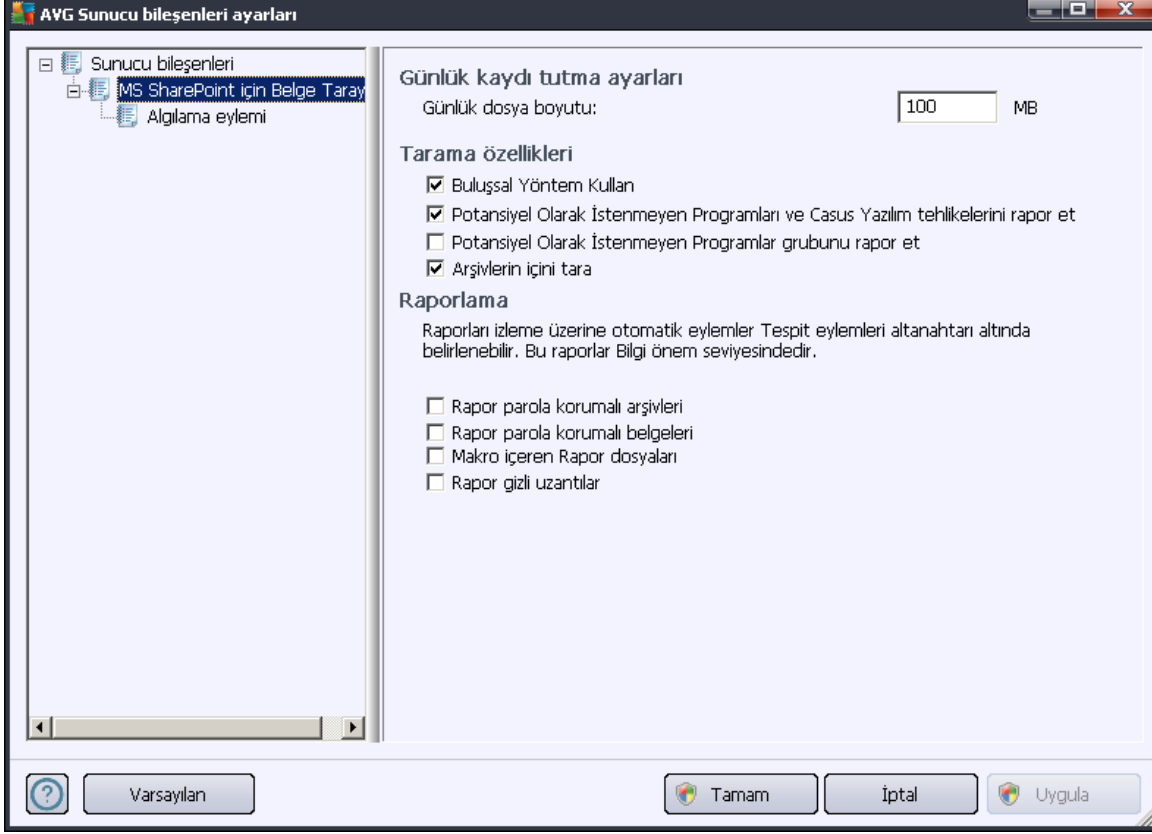 AVG Sunucu bileşenleri ayarları
Sunucu bileşenleri
MS SharePoint için Belge Taray
Algılama eylemi
Günlük kaydı tutma ayarları
Günlük dosya boyutu:
100
MB
Tarama özellikleri
Buluşsal Yöntem Kullan
Potansiyel Olarak İstenmeyen Programları ve Casus Yazılım tehlikelerini rapor et
Potansiyel Olarak İstenmeyen Programlar grubunu rapor et
Arşivlerin içini tara
Raporlama
Raporları izleme üzerine otomatik eylemler Tespit eylemleri altanahtarı altında
belirlenebilir. Bu raporlar Bilgi önem seviyesindedir.
Rapor parola korumalı arşivleri
Rapor parola korumalı belgeleri
Makro içeren Rapor dosyaları
Rapor gizli uzantılar
Varsayılan
Tamam
İptal
Uygula